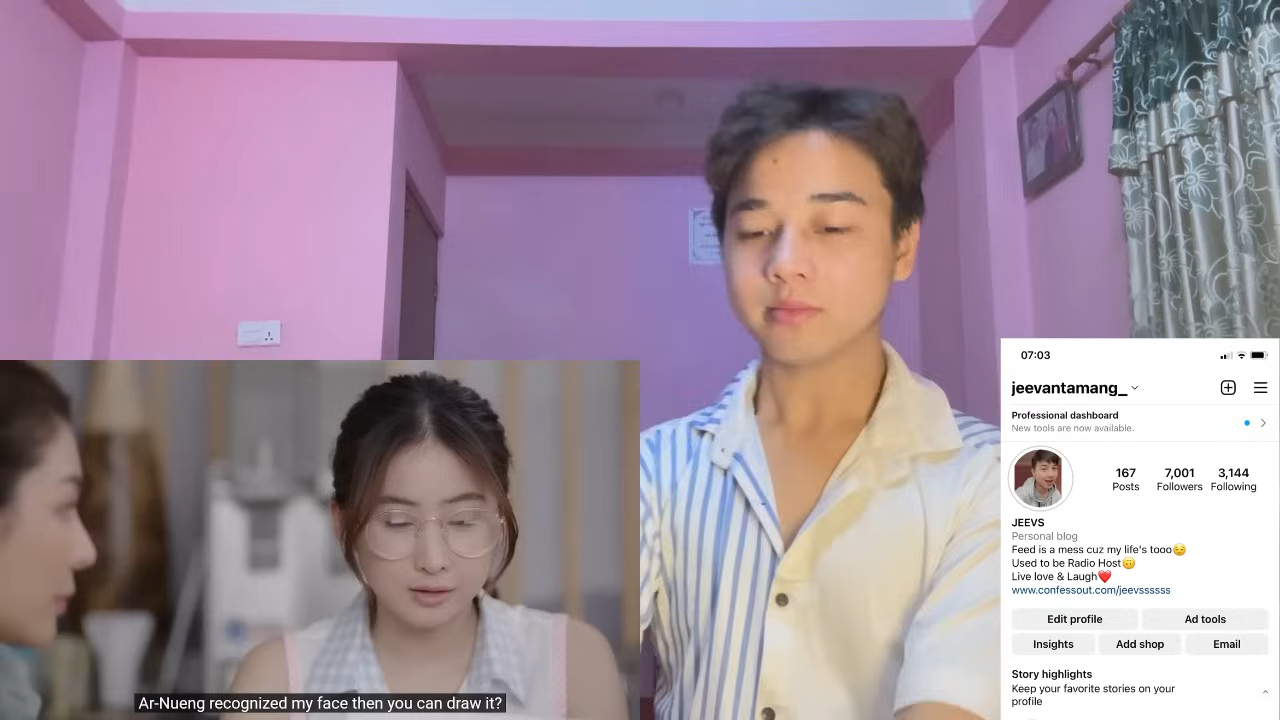 Ar-Nueng recognized my face then you can draw it?
07:03
jeevantamang_
Professional dashboard
New tools are now available.
167
Posts
7,001
Followers
3,144
Following
JEEVS
Personal blog
Feed is a mess cuz my life's tooo😌
Used to be Radio Host🙂
Live love & Laugh❤️
www.confessout.com/jeevssssss
Edit profile
Ad tools
Insights
Add shop
Email
Story highlights
Keep your favorite stories on your
profile